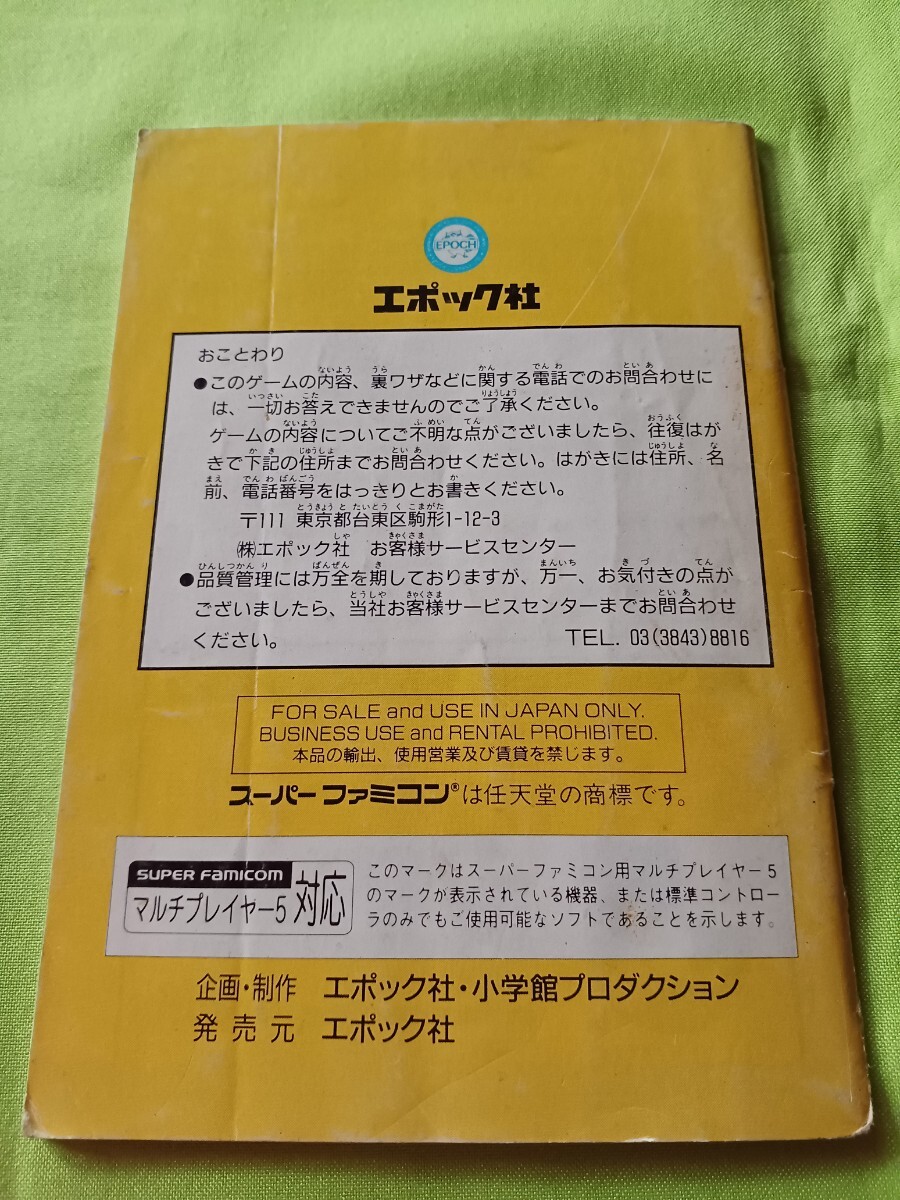 EPOCH
エポック社
おことわり
●このゲームの内容、裏ワザなどに関する電話でのお問合わせに
は、一切お答えできませんのでご了承ください。
ゲームの内容についてご不明な点がございましたら、往復はが
きで下記の住所までお問合わせください。はがきには住所、名
前、電話番号をはっきりとお書きください。
〒111 東京都台東区駒形1-12-3
㈱エポック社 お客様サービスセンター
●品質管理には万全を期しておりますが、万一、お気付きの点が
ございましたら、当社お客様サービスセンターまでお問合わせ
ください。 TEL. 03(3843)8816
FOR SALE and USE IN JAPAN ONLY.
BUSINESS USE and RENTAL PROHIBITED.
本品の輸出、使用営業及び賃貸を禁じます。
スーパーファミコン®は任天堂の商標です。
SUPER FAMICOM
マルチプレイヤー5 対応
このマークはスーパーファミコン用マルチプレイヤー5
のマークが表示されている機器、または標準コントロー
ラのみでもご使用可能なソフトであることを示します。
企画・制作 エポック社・小学館プロダクション
発売元 エポック社